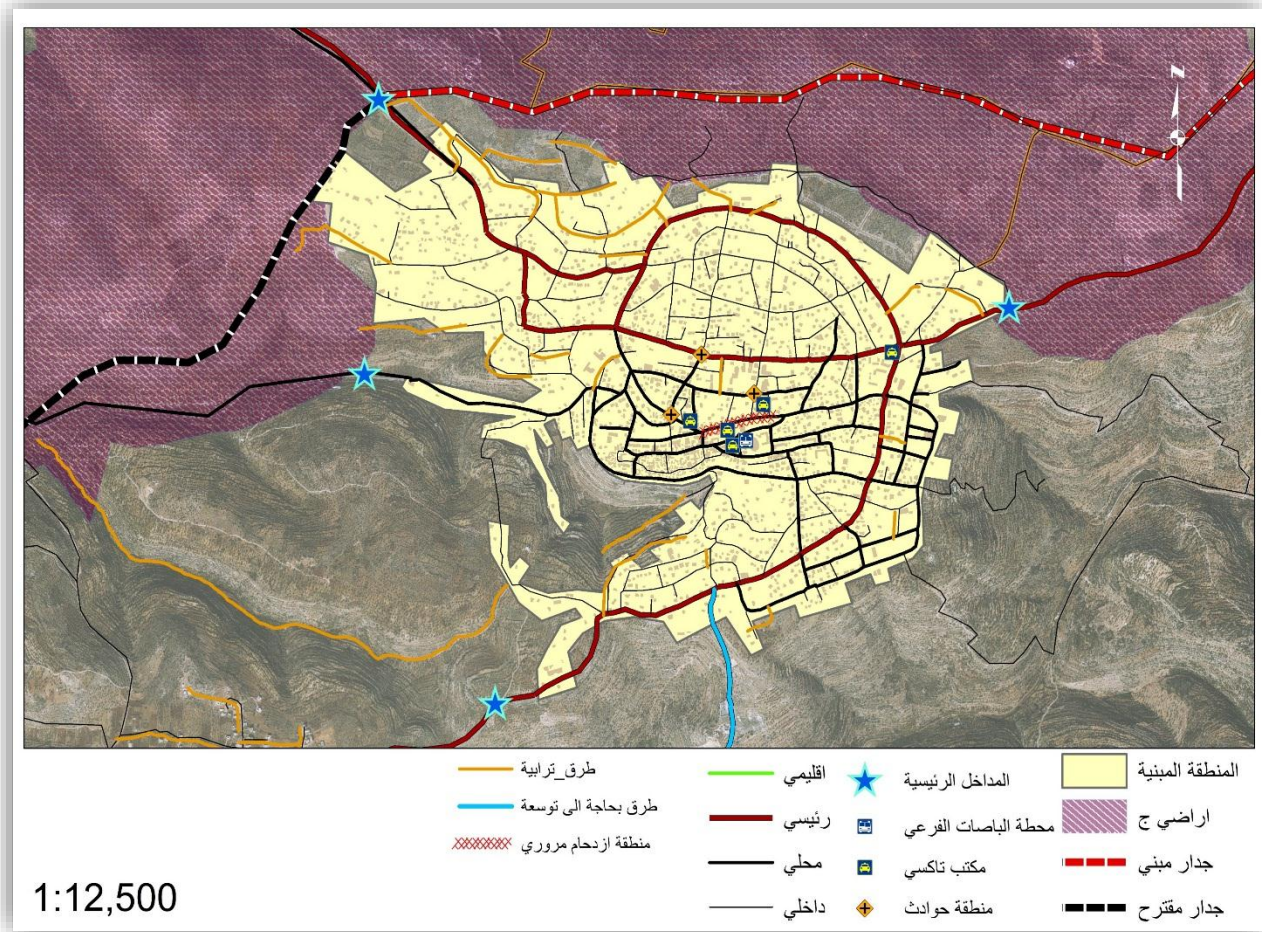 Z
المنطقة المبنية
اراضي ج
جدار مبني
جدار مقترح
المداخل الرئيسية
محطة الباصات الفرعي
مكتب تاكسي
منطقة حوادث
اقليمي
رئيسي
محلي
داخلي
طرق_ترابية
طرق بحاجة الى توسعة
منطقة ازدحام مروري
1:12,500